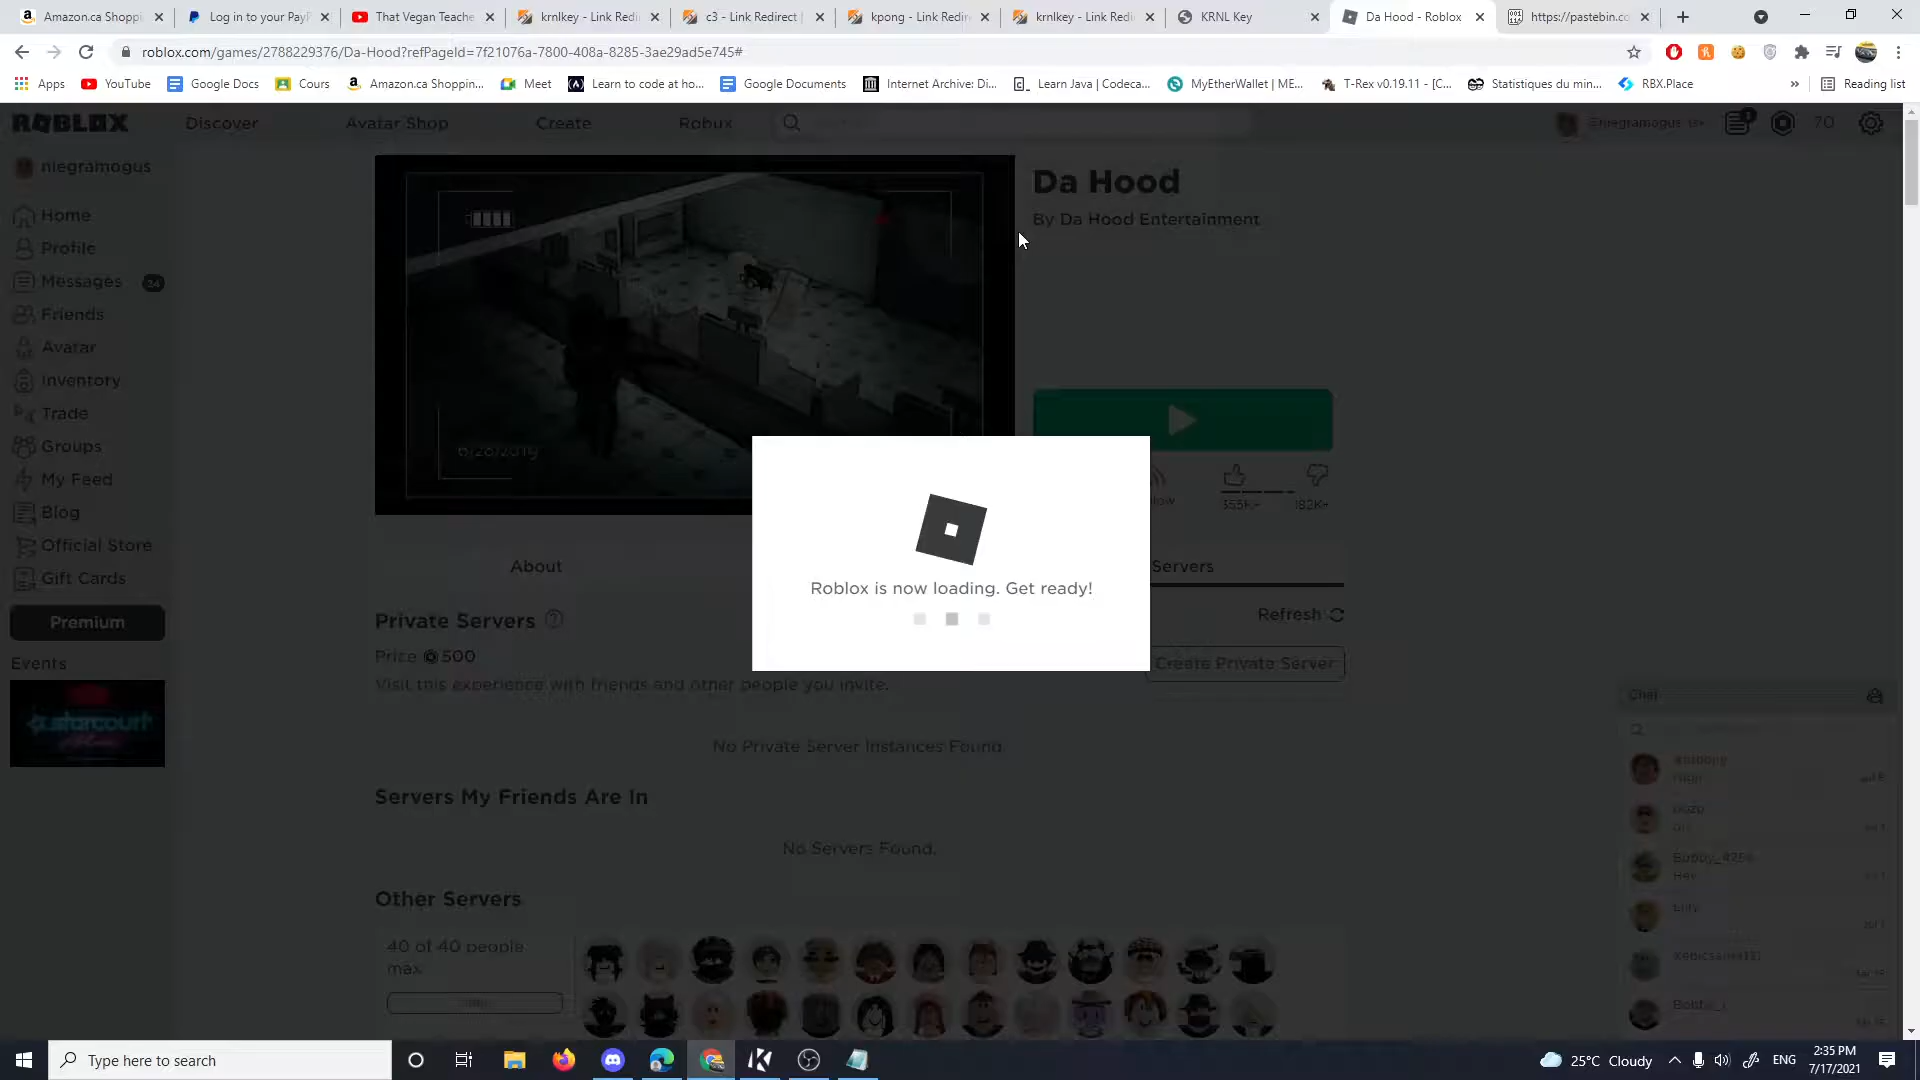 Amazon.ca Shoppi
Log in to your PayP
That Vegan Teache
krnlkey - Link Redi
c3 - Link Redirect
kpong - Link Redir
krnlkey - Link Redi
KRNL Key
Da Hood - Roblox
https://pastebin.co
roblox.com/games/2788229376/Da-Hood?refPageId=7f21076a-7800-408a-8285-3ae29ad5e745#
Apps
YouTube
Google Docs
Cours
Amazon.ca Shoppin...
Meet
Learn to code at ho...
Google Documents
Internet Archive: Di...
Learn Java | Codeca...
MyEtherWallet | ME...
T-Rex v0.19.11 - [C...
Statistiques du min...
RBX.Place
»
Reading list
ROBLOX
Discover
Avatar Shop
Create
Robux
70
niegramogus
Home
Profile
Messages
34
Friends
Avatar
Inventory
Trade
Groups
My Feed
Blog
Official Store
Gift Cards
Premium
Events
starcourt
6/28/2019
Da Hood
By Da Hood Entertainment
355K+
182K+
About
Servers
Roblox is now loading. Get ready!
Private Servers
Refresh
Price 500
Create Private Server
Visit this experience with friends and other people you invite.
No Private Server Instances Found.
Servers My Friends Are In
No Servers Found.
Other Servers
40 of 40 people
max
Chat
Type here to search
25°C Cloudy
ENG
2:35 PM
7/17/2021